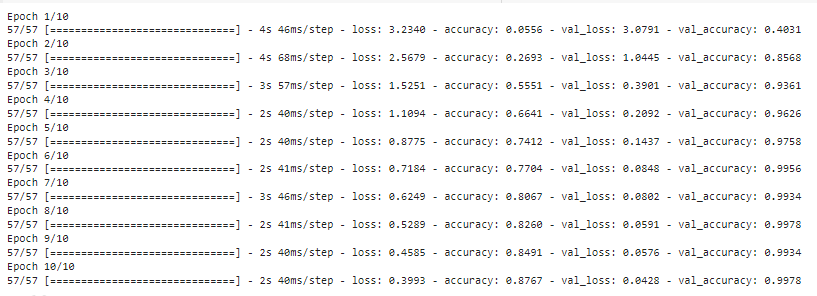 Epoch 1/10
57/57 [==============================] - 4s 46ms/step - loss: 3.2340 - accuracy: 0.0556 - val_loss: 3.0791 - val_accuracy: 0.4031
Epoch 2/10
57/57 [==============================] - 4s 68ms/step - loss: 2.5679 - accuracy: 0.2693 - val_loss: 1.0445 - val_accuracy: 0.8568
Epoch 3/10
57/57 [==============================] - 3s 57ms/step - loss: 1.5251 - accuracy: 0.5551 - val_loss: 0.3901 - val_accuracy: 0.9361
Epoch 4/10
57/57 [==============================] - 2s 40ms/step - loss: 1.1094 - accuracy: 0.6641 - val_loss: 0.2092 - val_accuracy: 0.9626
Epoch 5/10
57/57 [==============================] - 2s 40ms/step - loss: 0.8775 - accuracy: 0.7412 - val_loss: 0.1437 - val_accuracy: 0.9758
Epoch 6/10
57/57 [==============================] - 2s 41ms/step - loss: 0.7184 - accuracy: 0.7704 - val_loss: 0.0848 - val_accuracy: 0.9956
Epoch 7/10
57/57 [==============================] - 3s 46ms/step - loss: 0.6249 - accuracy: 0.8067 - val_loss: 0.0802 - val_accuracy: 0.9934
Epoch 8/10
57/57 [==============================] - 2s 41ms/step - loss: 0.5289 - accuracy: 0.8260 - val_loss: 0.0591 - val_accuracy: 0.9978
Epoch 9/10
57/57 [==============================] - 2s 40ms/step - loss: 0.4585 - accuracy: 0.8491 - val_loss: 0.0576 - val_accuracy: 0.9934
Epoch 10/10
57/57 [==============================] - 2s 40ms/step - loss: 0.3993 - accuracy: 0.8767 - val_loss: 0.0428 - val_accuracy: 0.9978